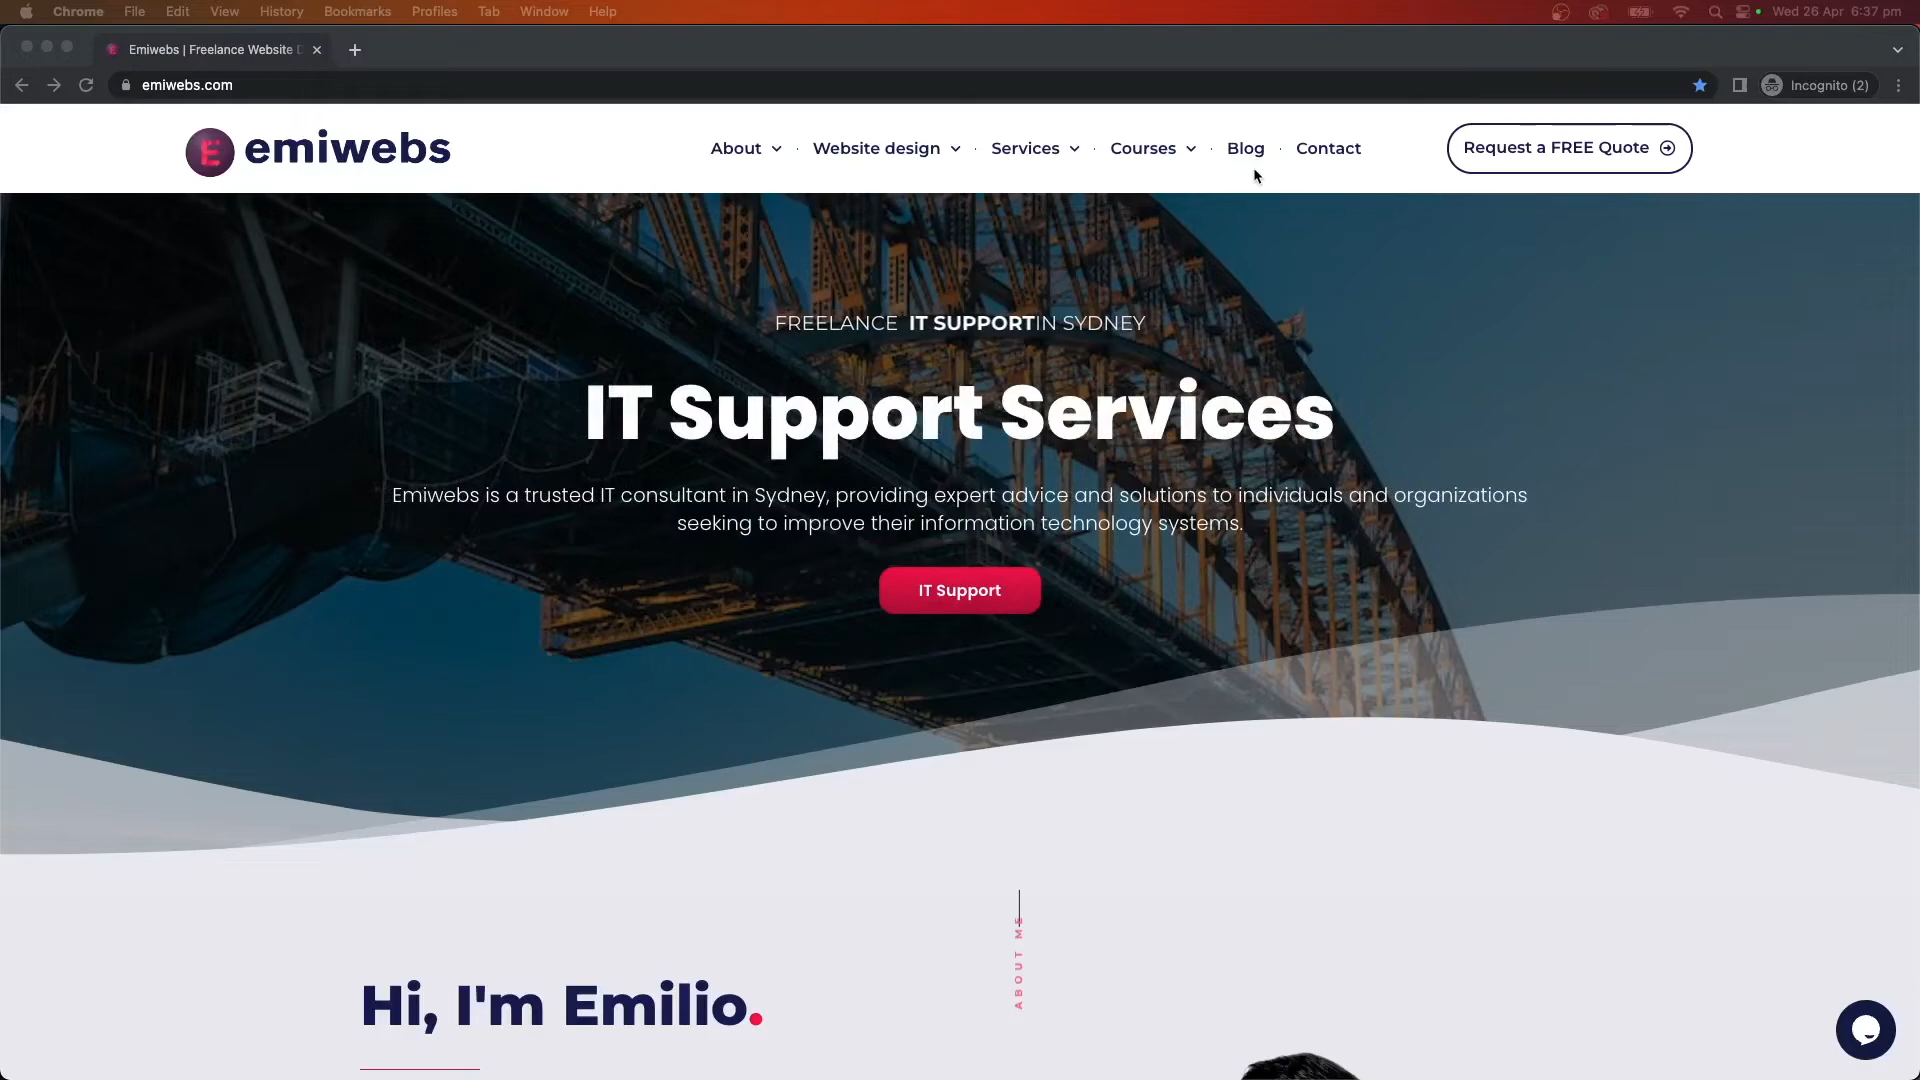 Chrome File Edit View History Bookmarks Profiles Tab Window Help
Wed 26 Apr 6:37 pm
Emiwebs | Freelance Website D
emiwebs.com
Incognito (2)
E emiwebs
About Website design Services Courses Blog Contact
Request a FREE Quote
FREELANCE IT SUPPORTIN SYDNEY
IT Support Services
Emiwebs is a trusted IT consultant in Sydney, providing expert advice and solutions to individuals and organizations
seeking to improve their information technology systems.
IT Support
ABOUT ME
Hi, I'm Emilio.